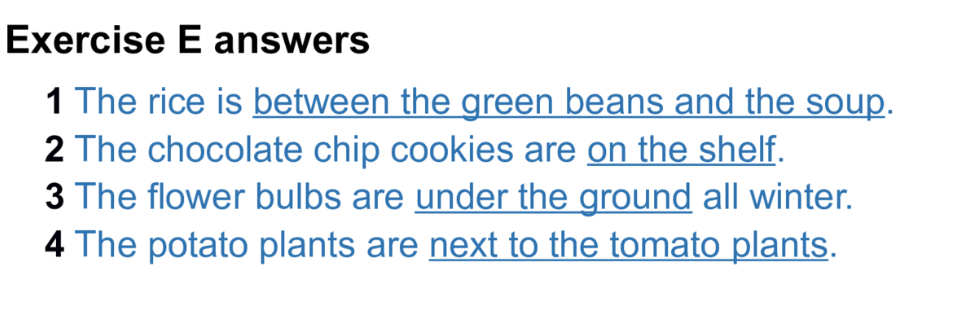 Exercise E answers
1 The rice is between the green beans and the soup.
2 The chocolate chip cookies are on the shelf.
3 The flower bulbs are under the ground all winter.
4 The potato plants are next to the tomato plants.